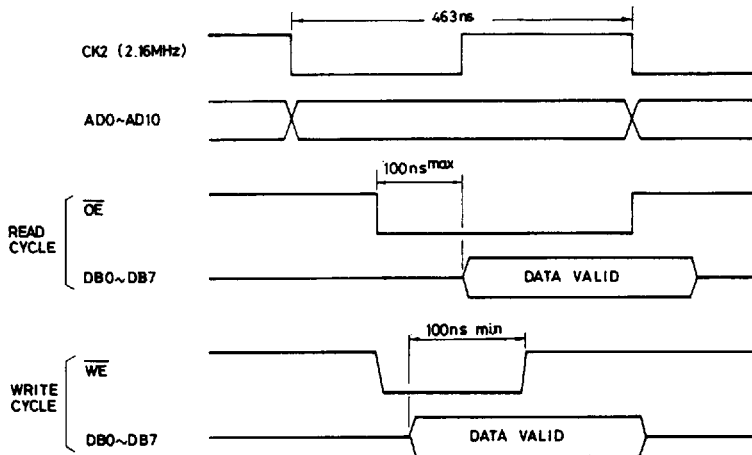 463ns
CK2 (2.16MHz)
AD0~AD10
100ns max
READ CYCLE
OE
DB0~DB7
DATA VALID
100ns min
WRITE CYCLE
WE
DB0~DB7
DATA VALID